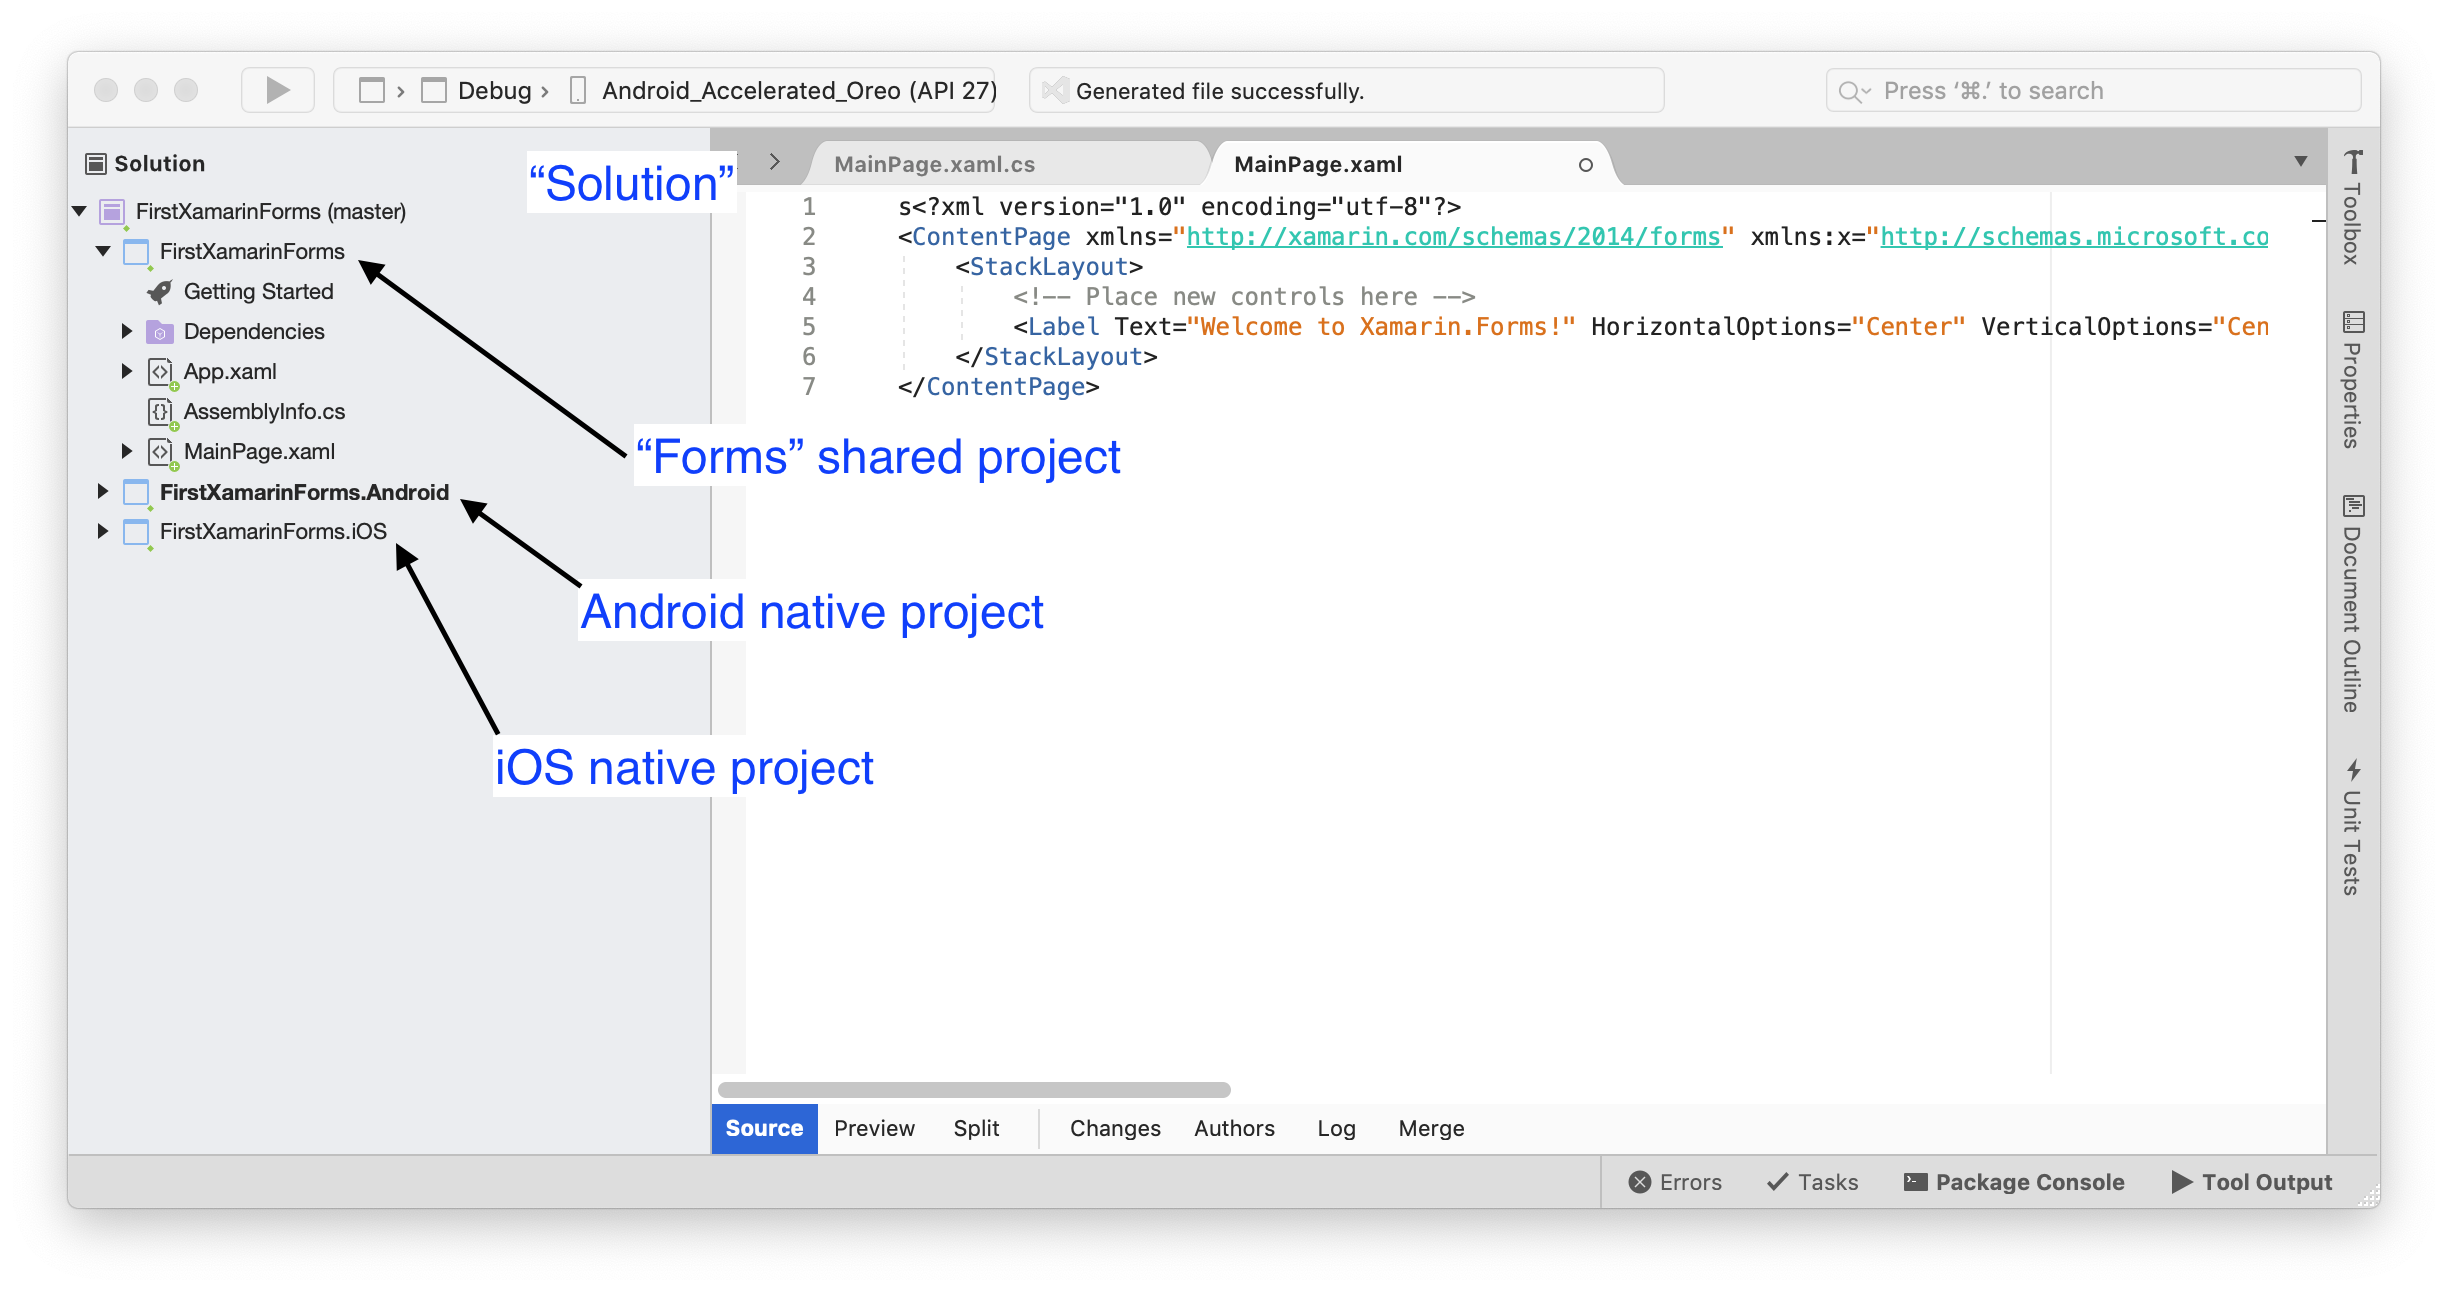 Debug
Android_Accelerated_Oreo (API 27)
Generated file successfully.
Press ‘⌘.’ to search
Solution
“Solution”
FirstXamarinForms (master)
FirstXamarinForms
Getting Started
Dependencies
App.xaml
AssemblyInfo.cs
MainPage.xaml
FirstXamarinForms.Android
FirstXamarinForms.iOS
“Forms” shared project
Android native project
iOS native project
MainPage.xaml.cs
MainPage.xaml
1 s<?xml version="1.0" encoding="utf-8"?>
2 <ContentPage xmlns="http://xamarin.com/schemas/2014/forms" xmlns:x="http://schemas.microsoft.co
3 <StackLayout>
4 <!-- Place new controls here -->
5 <Label Text="Welcome to Xamarin.Forms!" HorizontalOptions="Center" VerticalOptions="Cen
6 </StackLayout>
7 </ContentPage>
Toolbox
Properties
Document Outline
Unit Tests
Source Preview Split Changes Authors Log Merge
Errors Tasks Package Console Tool Output